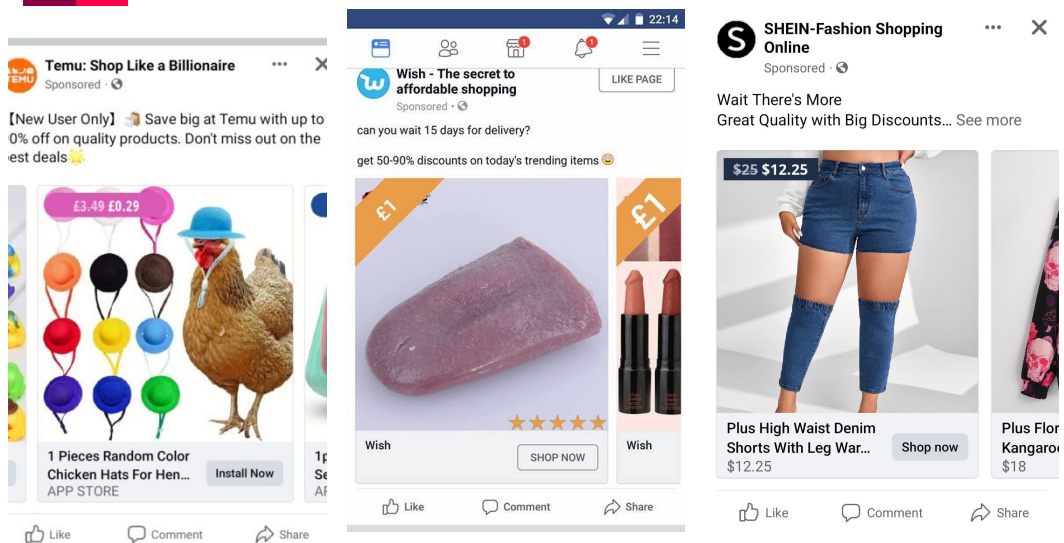 Temu: Shop Like a Billionaire
Sponsored ·
【New User Only】 Save big at Temu with up to
0% off on quality products. Don't miss out on the
est deals
£3.49 £0.29
1 Pieces Random Color
Chicken Hats For Hen...
APP STORE
Install Now
1p
Se
Like
Comment
Share
22:14
1
1
Wish - The secret to
affordable shopping
Sponsored ·
LIKE PAGE
can you wait 15 days for delivery?
get 50-90% discounts on today's trending items
£1
£1
Wish
SHOP NOW
Wish
Like
Comment
Share
S
SHEIN-Fashion Shopping
Online
Sponsored ·
Wait There's More
Great Quality with Big Discounts... See more
$25 $12.25
Plus High Waist Denim
Shorts With Leg War...
$12.25
Shop now
Plus Flor
Kangaroo
$18
Like
Comment
Share